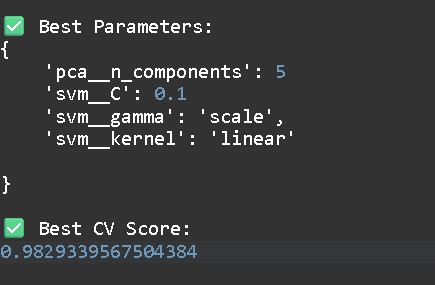 ✅ Best Parameters:
{
    'pca__n_components': 5
    'svm__C': 0.1
    'svm__gamma': 'scale',
    'svm__kernel': 'linear'
}
✅ Best CV Score:
0.9829339567504384